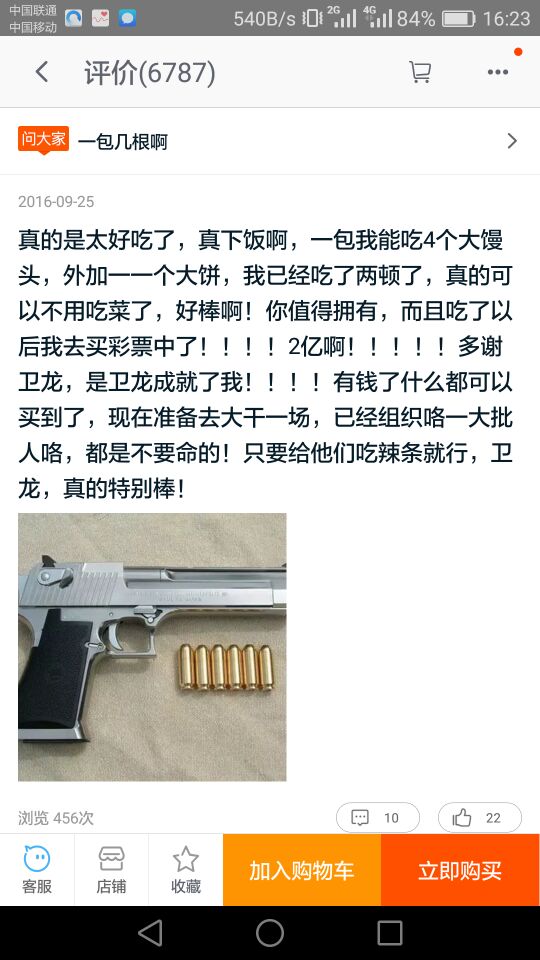 中国联通
中国移动
540B/s 2G 4G 84% 16:23
评价(6787)
问大家 一包几根啊
2016-09-25
真的是太好吃了，真下饭啊，一包我能吃4个大馒
头，外加一一个大饼，我已经吃了两顿了，真的可
以不用吃菜了，好棒啊！你值得拥有，而且吃了以
后我去买彩票中了！！！！2亿啊！！！！！多谢
卫龙，是卫龙成就了我！！！！有钱了什么都可以
买到了，现在准备去大干一场，已经组织咯一大批
人咯，都是不要命的！只要给他们吃辣条就行，卫
龙，真的特别棒！
浏览 456次
10
22
客服
店铺
收藏
加入购物车
立即购买